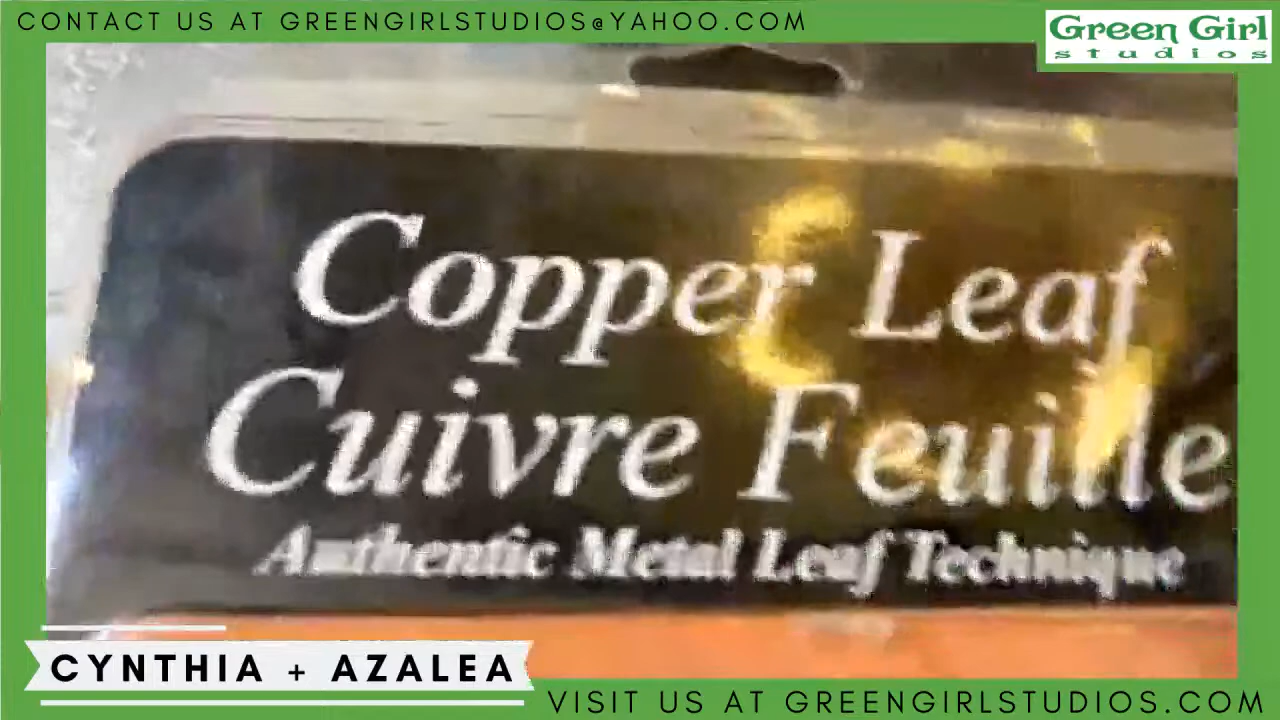 CONTACT US AT GREENGIRLSTUDIOS@YAHOO.COM
Green Girl
studios
Copper Leaf
Cuivre Feuille
Authentic Metal Leaf Technique
CYNTHIA + AZALEA
VISIT US AT GREENGIRLSTUDIOS.COM